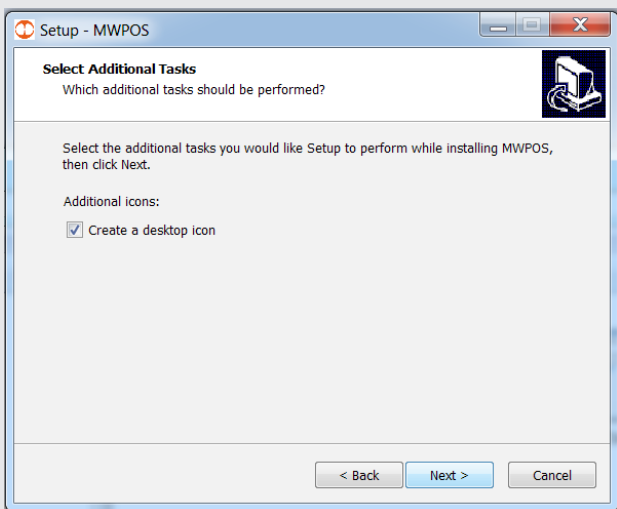 Setup - MWPOS
Select Additional Tasks
Which additional tasks should be performed?
Select the additional tasks you would like Setup to perform while installing MWPOS,
then click Next.
Additional icons:
Create a desktop icon
< Back Next > Cancel